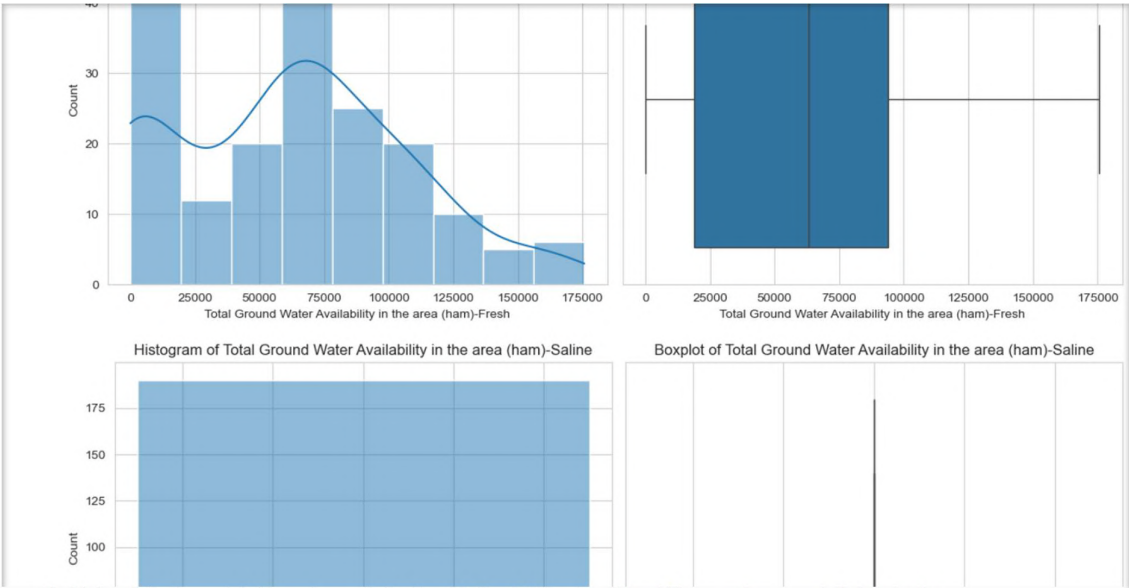 40
30
20
10
0
Count
0 25000 50000 75000 100000 125000 150000 175000
Total Ground Water Availability in the area (ham)-Fresh
0 25000 50000 75000 100000 125000 150000 175000
Total Ground Water Availability in the area (ham)-Fresh
Histogram of Total Ground Water Availability in the area (ham)-Saline
175
150
125
100
Count
Boxplot of Total Ground Water Availability in the area (ham)-Saline